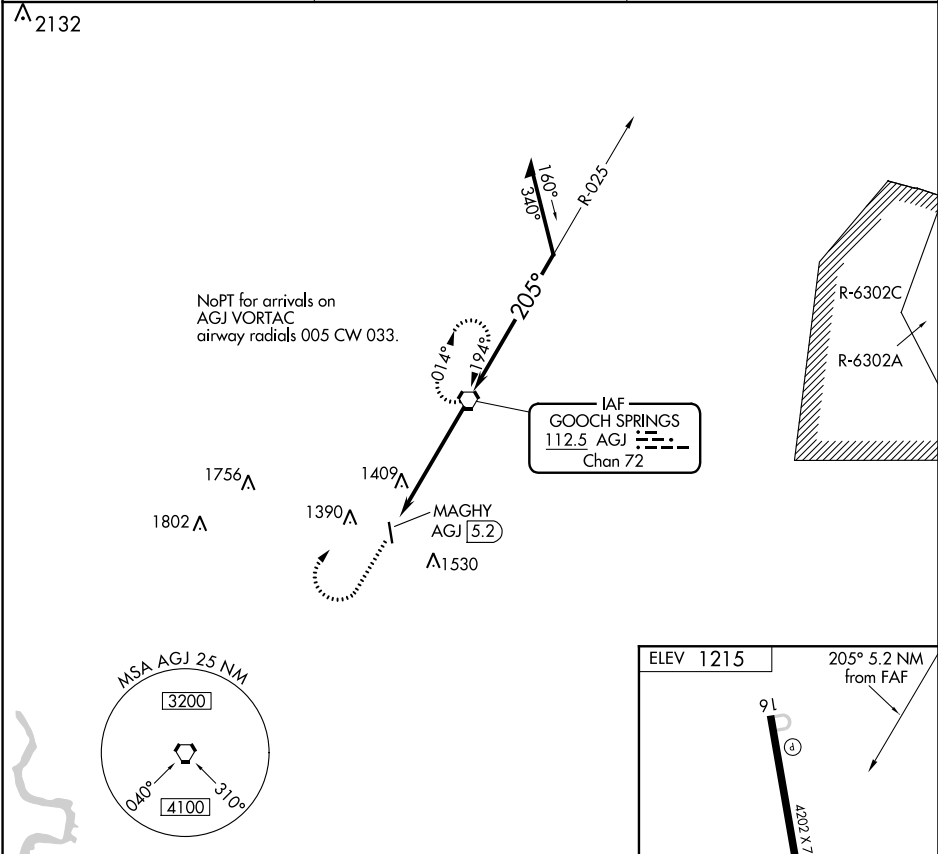 2132
160°
340°
R-025
205°
NoPT for arrivals on
AGJ VORTAC
airway radials 005 CW 033.
R-6302C
R-6302A
014°
194°
IAF
GOOCH SPRINGS
112.5 AGJ
Chan 72
1756
1409
1802
1390
MAGHY
AGJ 5.2
1530
MSA AGJ 25 NM
3200
040°
310°
4100
ELEV 1215
205° 5.2 NM
from FAF
16
P
4202 X 7